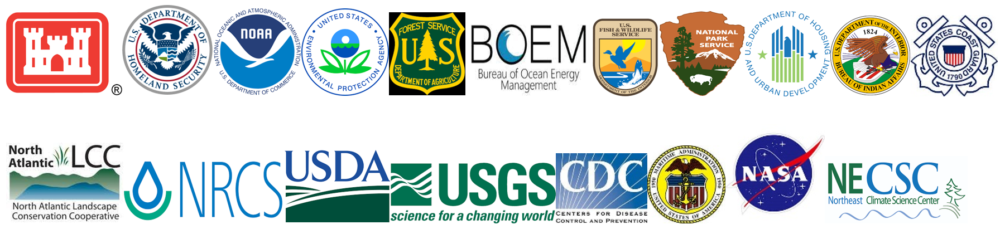 ®
U.S. DEPARTMENT OF
HOMELAND SECURITY
NATIONAL OCEANIC AND ATMOSPHERIC ADMINISTRATION
NOAA
U.S. DEPARTMENT OF COMMERCE
UNITED STATES
ENVIRONMENTAL PROTECTION AGENCY
FOREST SERVICE
U S
DEPARTMENT OF AGRICULTURE
BOEM
Bureau of Ocean Energy
Management
U.S.
FISH & WILDLIFE
SERVICE
DEPARTMENT OF THE INTERIOR
NATIONAL
PARK
SERVICE
U.S. DEPARTMENT OF HOUSING
AND URBAN DEVELOPMENT
U.S. DEPARTMENT OF THE INTERIOR
1824
BUREAU OF INDIAN AFFAIRS
UNITED STATES COAST GUARD
1790
North
Atlantic LCC
North Atlantic Landscape
Conservation Cooperative
NRCS
USDA
USGS
science for a changing world
CDC
CENTERS FOR DISEASE
CONTROL AND PREVENTION
MARITIME ADMINISTRATION
1950 1950
UNITED STATES OF AMERICA
NASA
NECSC
Northeast Climate Science Center